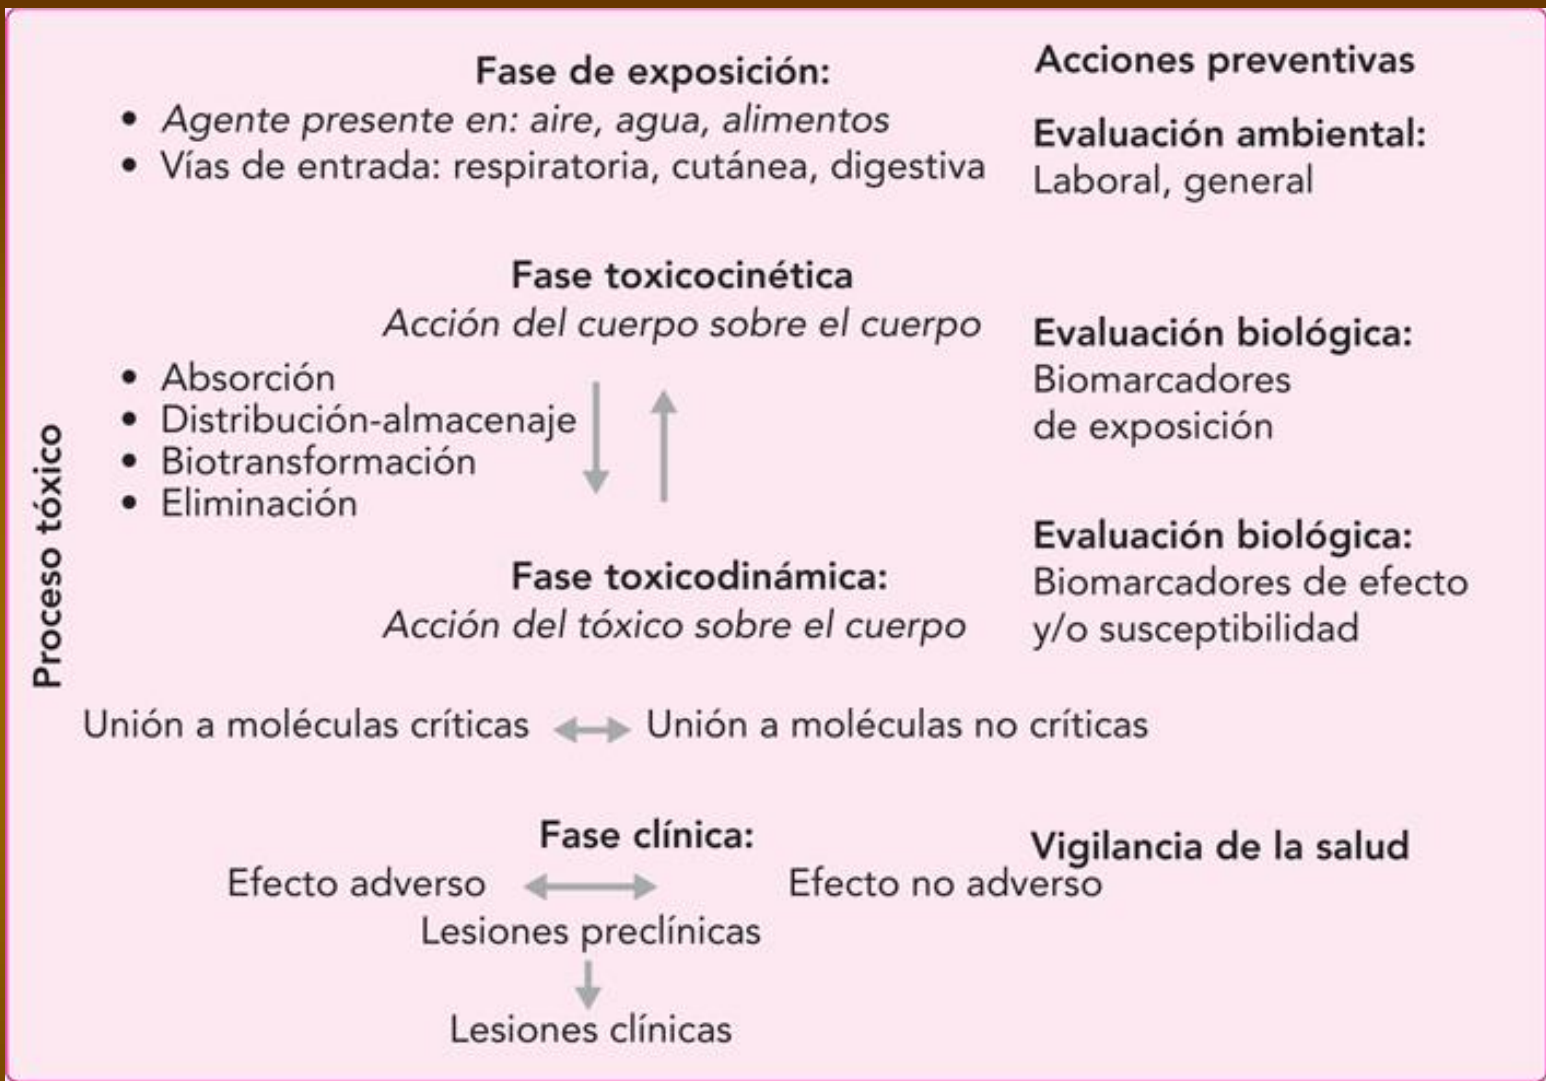 Fase de exposición:
• Agente presente en: aire, agua, alimentos
• Vías de entrada: respiratoria, cutánea, digestiva
Acciones preventivas
Evaluación ambiental:
Laboral, general
Fase toxicocinética
Acción del cuerpo sobre el cuerpo
• Absorción
• Distribución-almacenaje
• Biotransformación
• Eliminación
Evaluación biológica:
Biomarcadores
de exposición
Proceso tóxico
Fase toxicodinámica:
Acción del tóxico sobre el cuerpo
Evaluación biológica:
Biomarcadores de efecto
y/o susceptibilidad
Unión a moléculas críticas
Unión a moléculas no críticas
Fase clínica:
Vigilancia de la salud
Efecto adverso
Efecto no adverso
Lesiones preclínicas
Lesiones clínicas